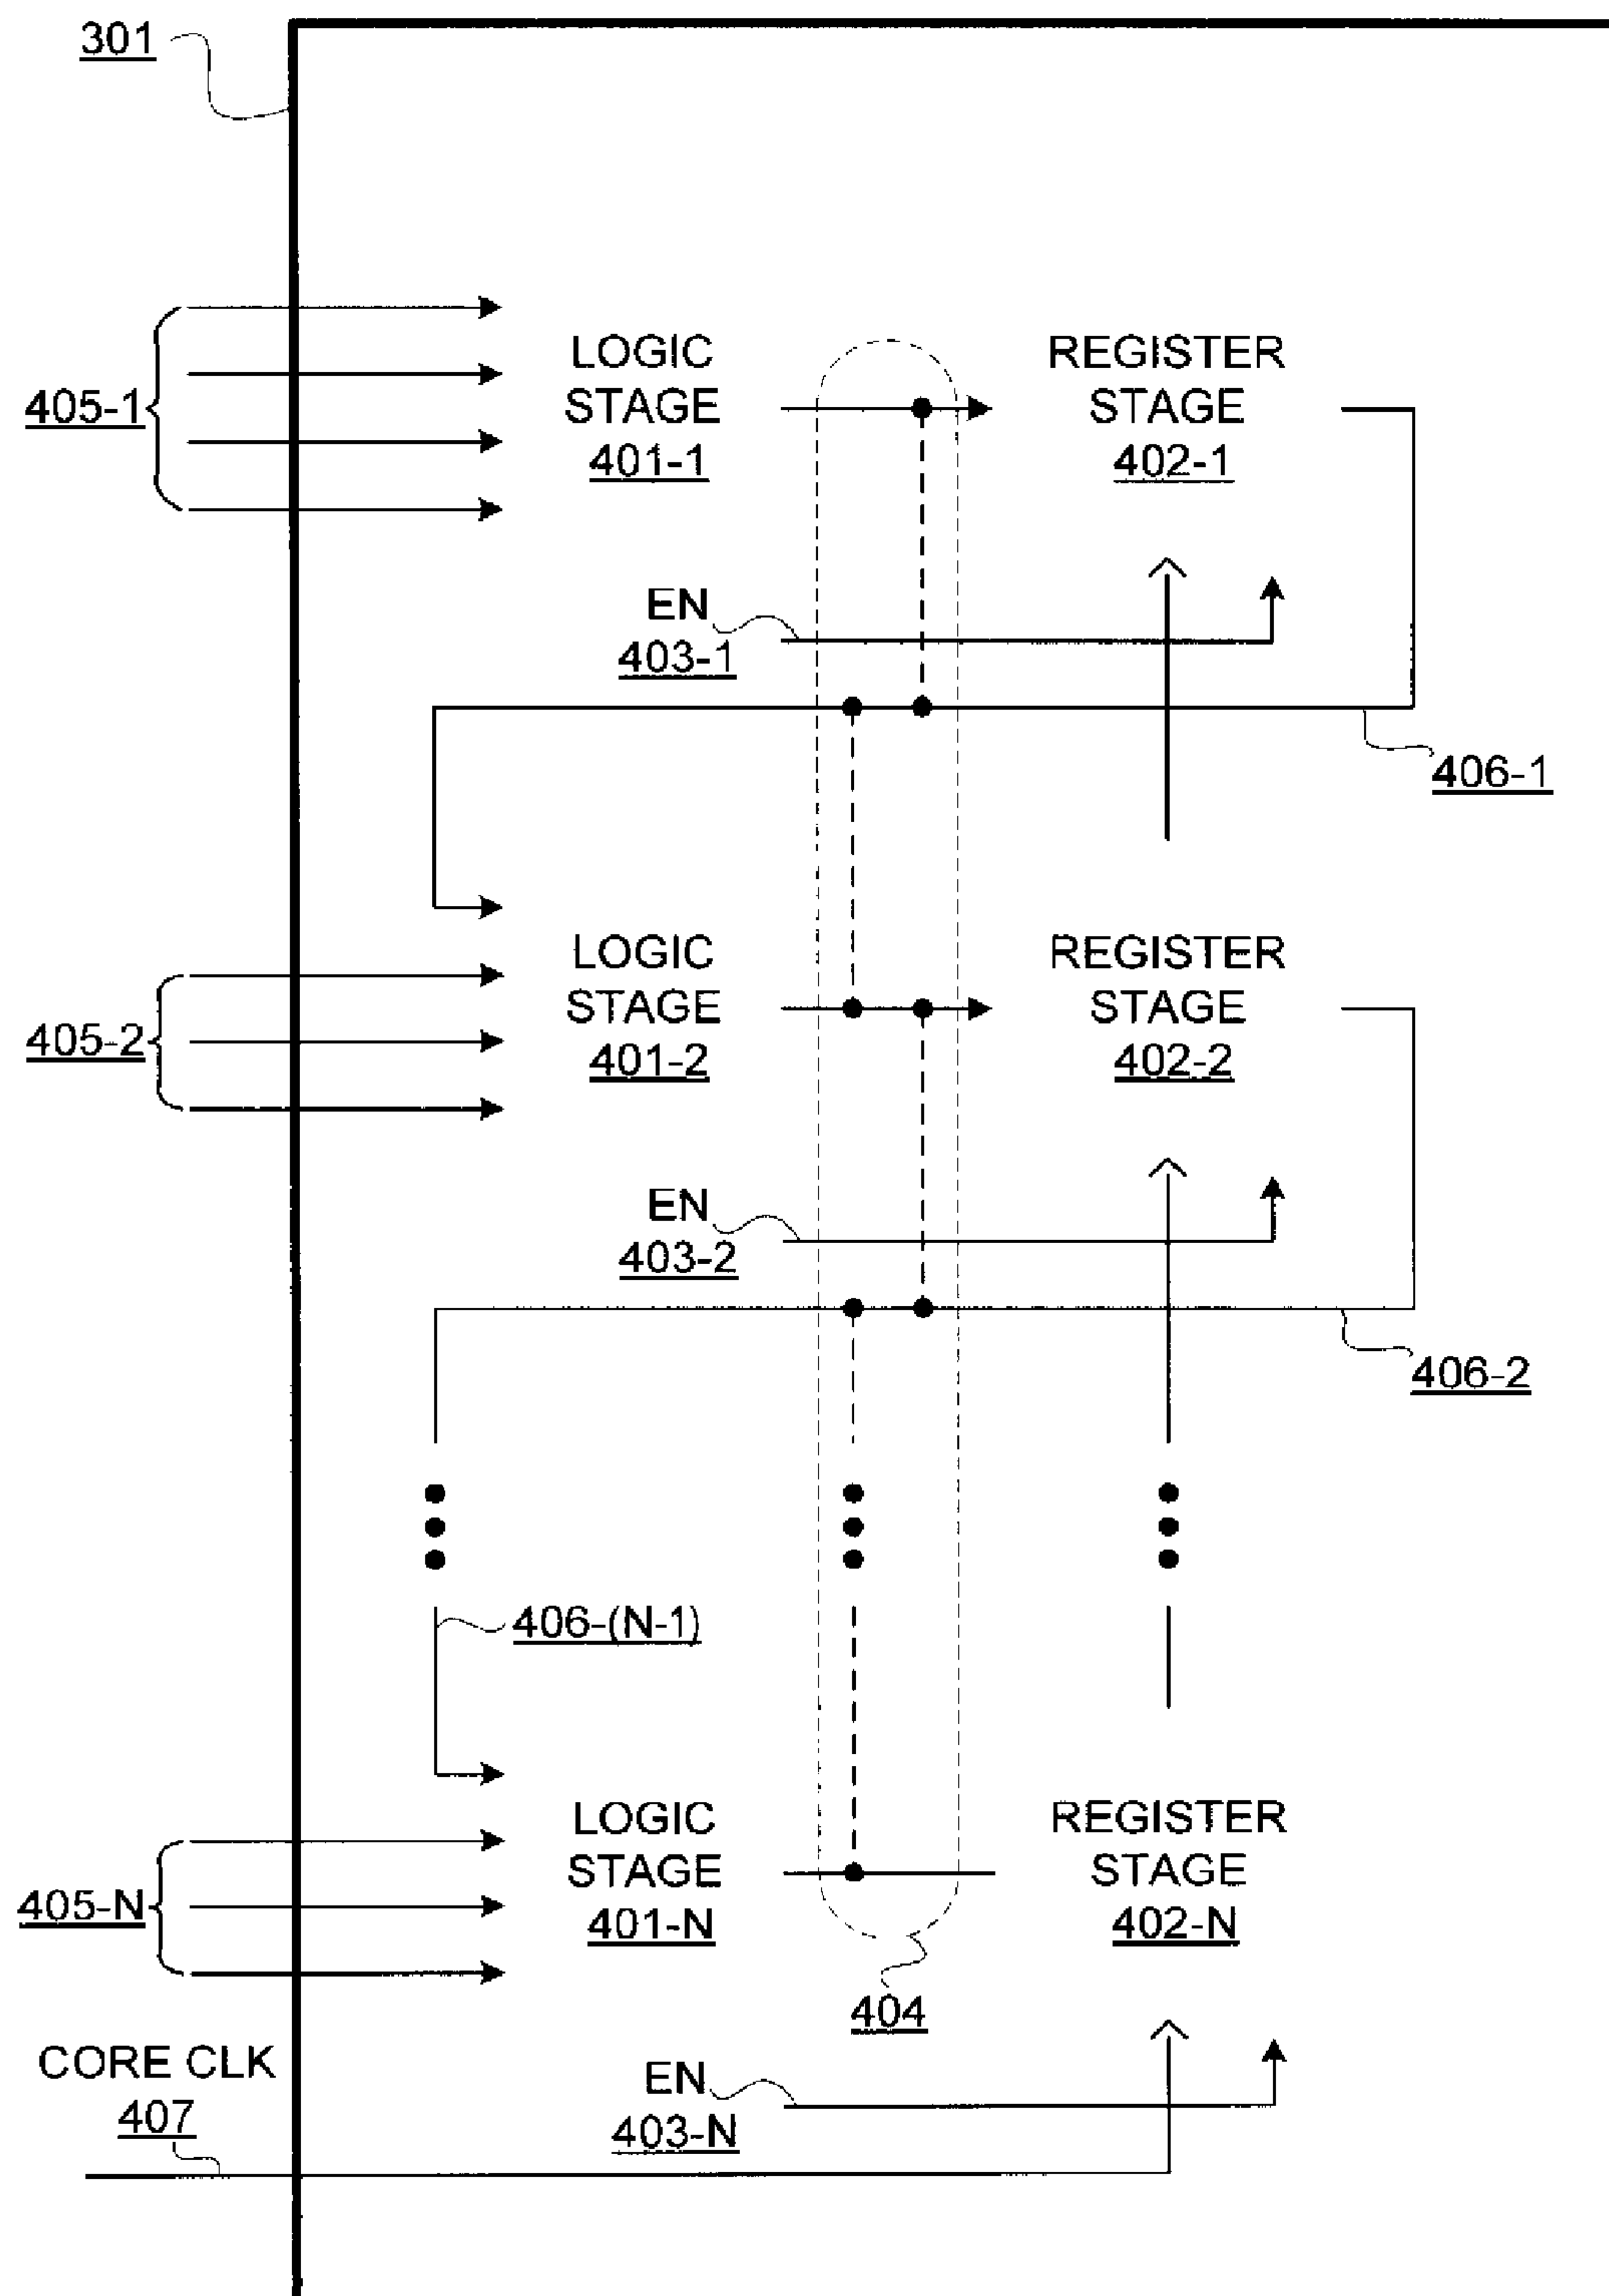 301
405-1
LOGIC
STAGE
401-1
REGISTER
STAGE
402-1
EN
403-1
406-1
405-2
LOGIC
STAGE
401-2
REGISTER
STAGE
402-2
EN
403-2
406-2
406-(N-1)
405-N
LOGIC
STAGE
401-N
REGISTER
STAGE
402-N
404
CORE CLK
407
EN
403-N